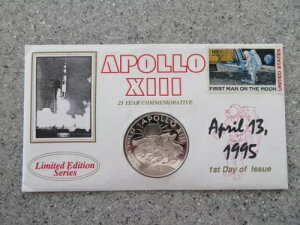 APOLLO
XIII
25 YEAR COMMEMORATIVE
10c
UNITED STATES
FIRST MAN ON THE MOON
APOLLO
April 13,
1995
1st Day of Issue
Limited Edition
Series